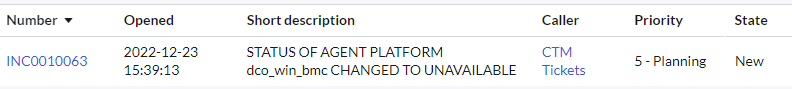 Number ▼ Opened Short description Caller Priority State
INC0010063 2022-12-23 15:39:13 STATUS OF AGENT PLATFORM dco_win_bmc CHANGED TO UNAVAILABLE CTM Tickets 5 - Planning New